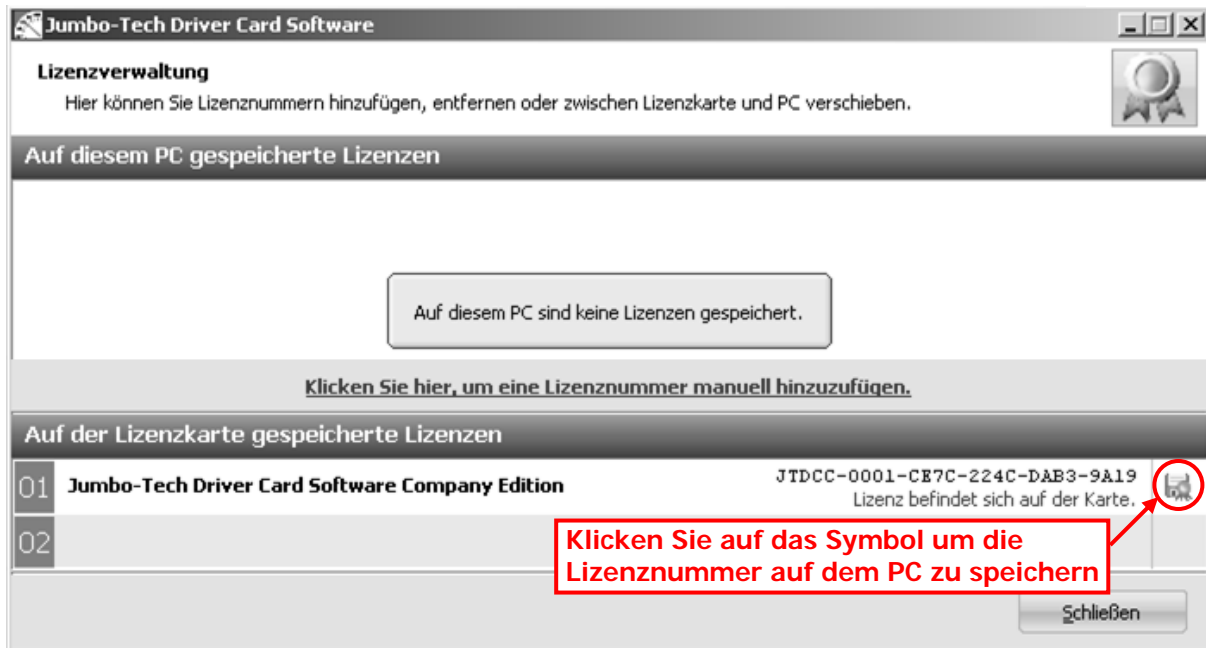 Jumbo-Tech Driver Card Software
Lizenzverwaltung
Hier können Sie Lizenznummern hinzufügen, entfernen oder zwischen Lizenzkarte und PC verschieben.
Auf diesem PC gespeicherte Lizenzen
Auf diesem PC sind keine Lizenzen gespeichert.
Klicken Sie hier, um eine Lizenznummer manuell hinzuzufügen.
Auf der Lizenzkarte gespeicherte Lizenzen
01 Jumbo-Tech Driver Card Software Company Edition JTDCC-0001-CE7C-224C-DAB3-9A19
Lizenz befindet sich auf der Karte.
02
Klicken Sie auf das Symbol um die
Lizenznummer auf dem PC zu speichern
Schließen